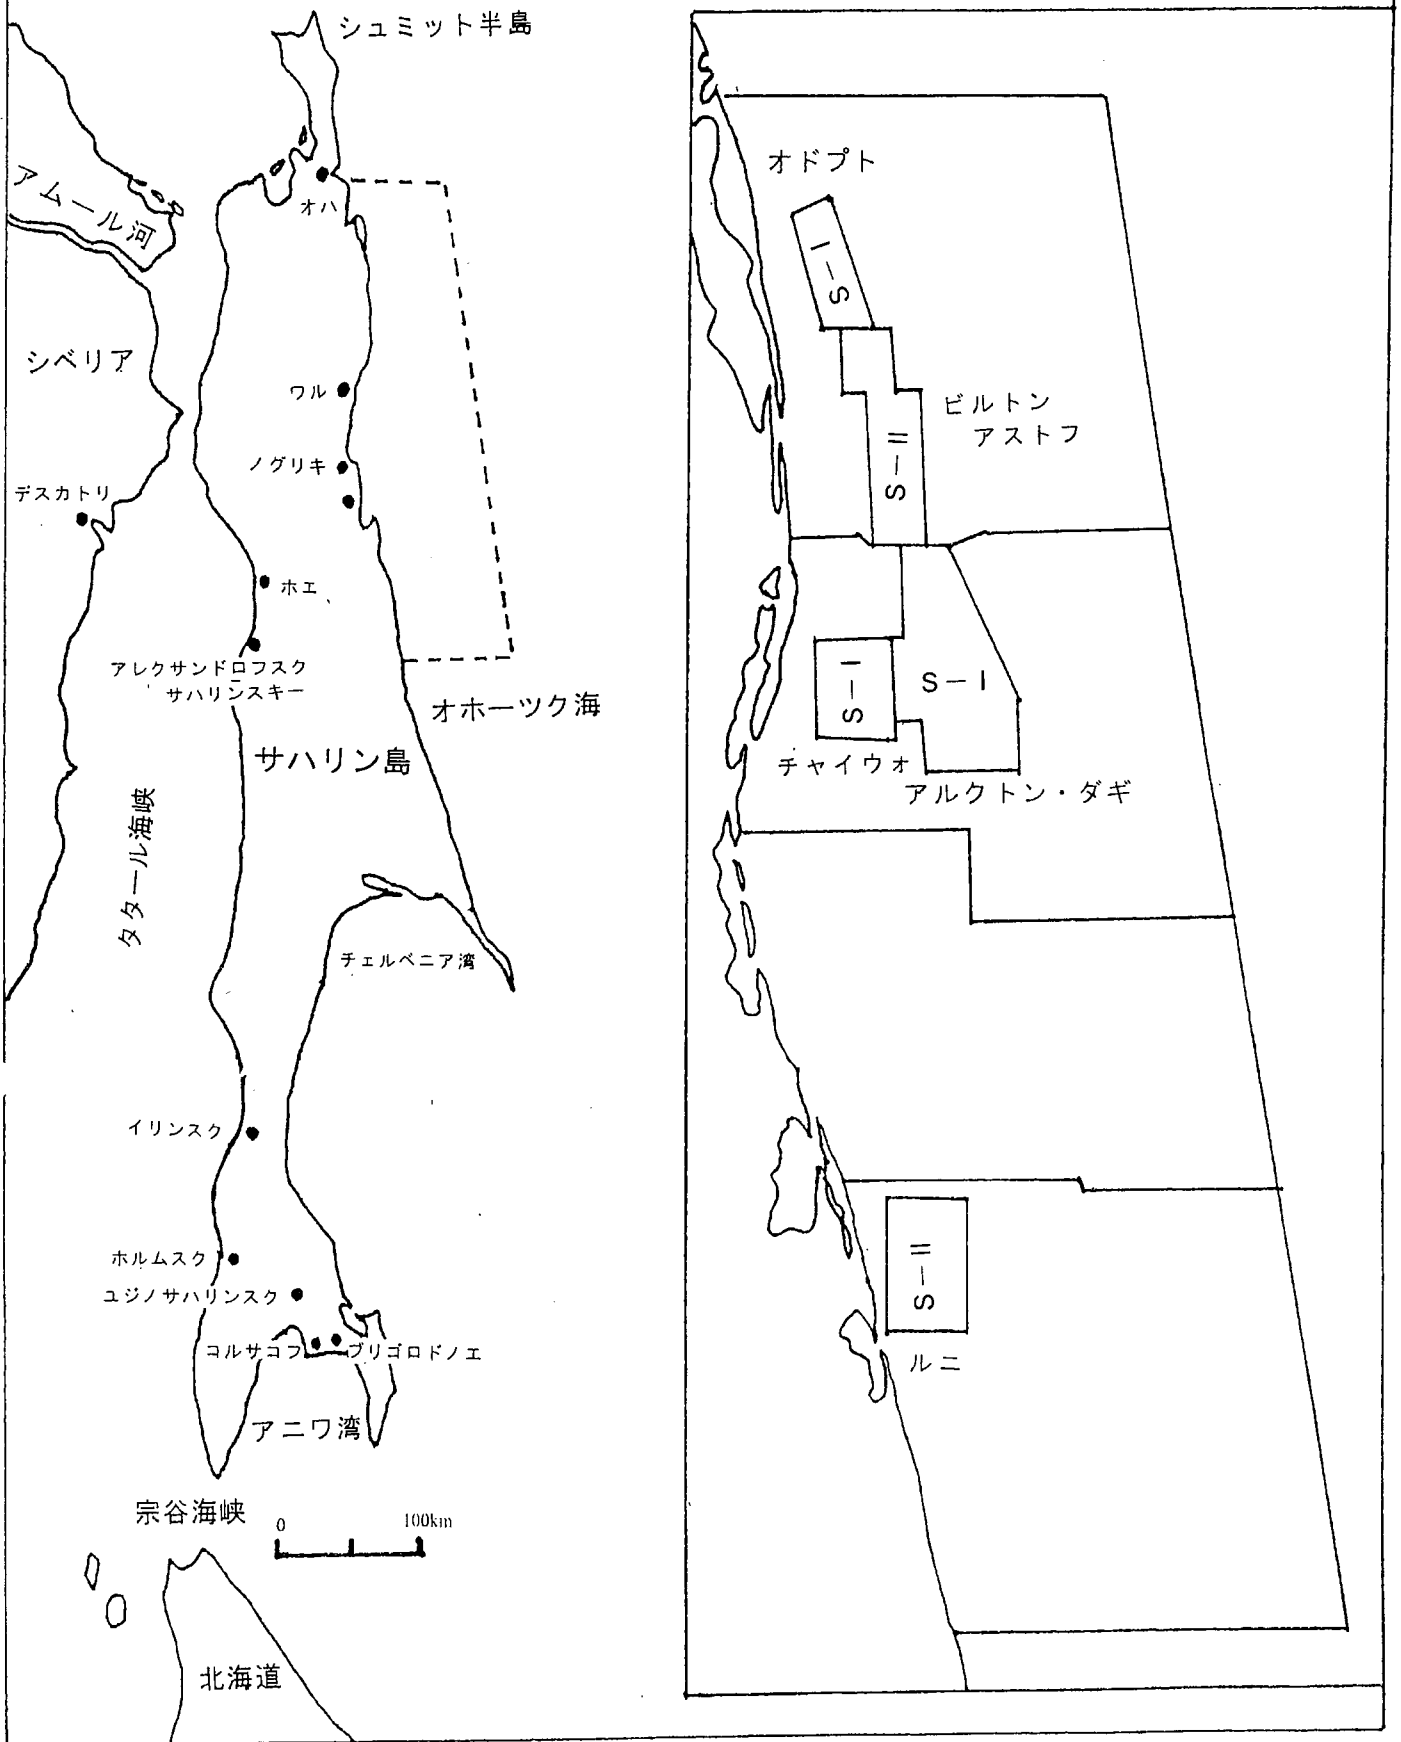 シュミット半島
アムール河
オハ
シベリア
ワル
ノグリキ
デスカトリ
ホエ
アレクサンドロフスク
サハリンスキー
オホーツク海
サハリン島
タタール海峡
チェルベニア湾
イリンスク
ホルムスク
ユジノサハリンスク
コルサコフ
プリゴロドノエ
アニワ湾
宗谷海峡
0
100km
北海道
オドプト
S-I
ビルトン
アストフ
S-II
S-I
S-I
チャイウォ
アルクトン・ダギ
S-II
ルニ